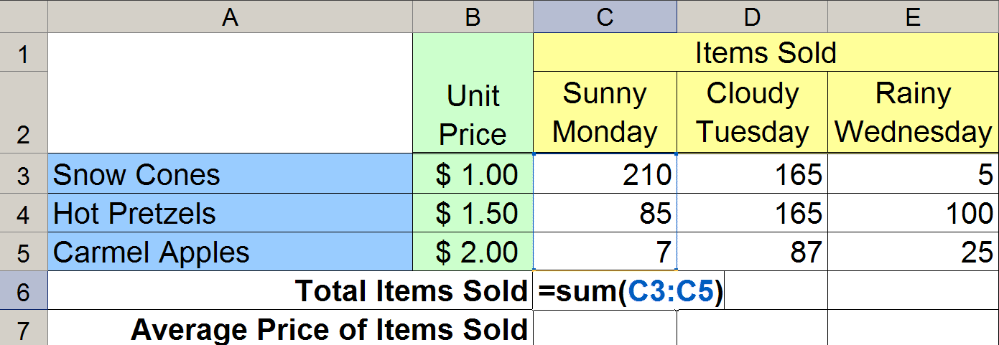 A B C D E
1 Items Sold
2 Unit Price Sunny Monday Cloudy Tuesday Rainy Wednesday
3 Snow Cones $ 1.00 210 165 5
4 Hot Pretzels $ 1.50 85 165 100
5 Carmel Apples $ 2.00 7 87 25
6 Total Items Sold =sum(C3:C5)
7 Average Price of Items Sold